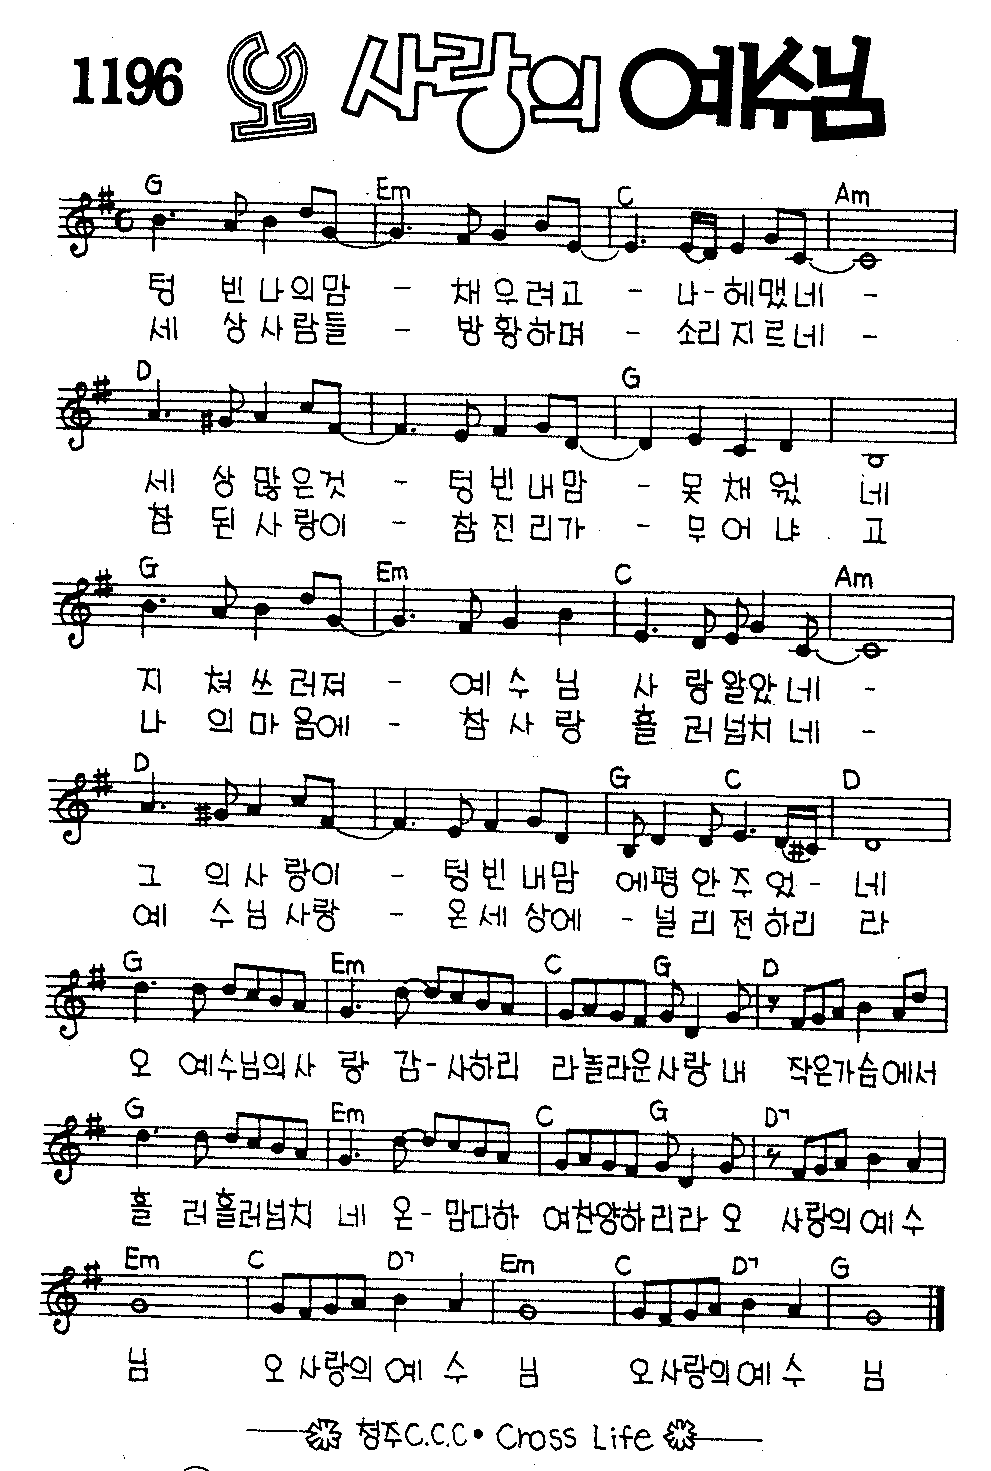 1196 오 사랑의 예수님
G Em C Am
텅 빈 나의맘 - 채우려고 - 나-헤맸네 -
세 상사람들 - 방황하며 - 소리지르네 -
D G
세 상많은것 - 텅빈내맘 - 못채웠 네
참 된사랑이 - 참진리가 - 무어냐 고
G Em C Am
지 쳐쓰러져 - 예수님 사랑알았네 -
나 의마음에 - 참사랑 흘러넘치네 -
D G C D
그 의사랑이 - 텅빈내맘 에평안주었- 네
예 수님사랑 - 온세상에 - 널리전하리 라
G Em C G D
오 예수님의사 랑 감-사하리 라놀라운사랑 내 작은가슴에서
G Em C G D7
흘 러흘러넘치 네 온-맘다하 여찬양하리라 오 사랑의예수
Em C D7 Em C D7 G
님 오사랑의예수 님 오사랑의예수 님
청주C.C.C • Cross Life